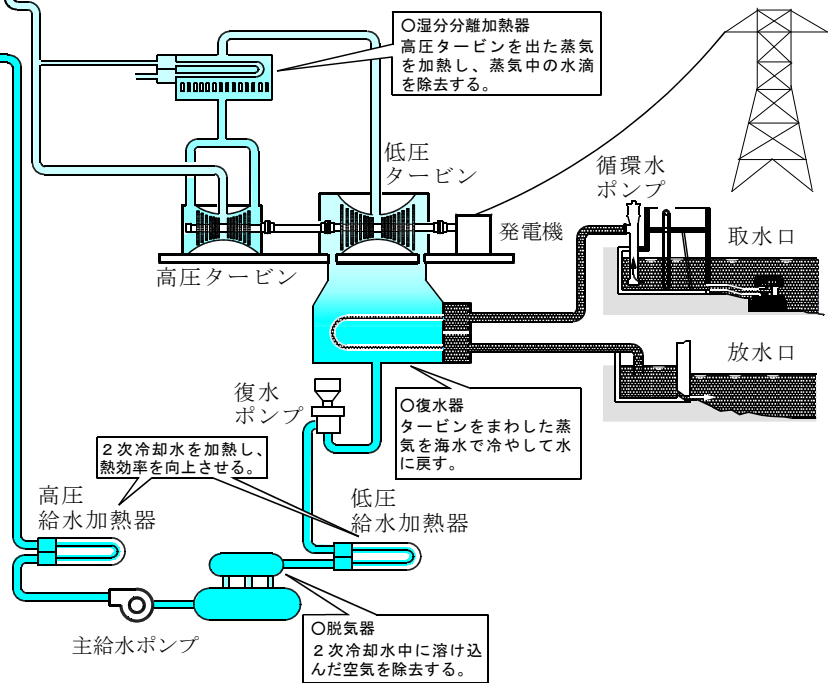 ○湿分分離加熱器
高圧タービンを出た蒸気
を加熱し、蒸気中の水滴
を除去する。
低圧
タービン
循環水
ポンプ
発電機
取水口
高圧タービン
放水口
復水
ポンプ
○復水器
タービンをまわした蒸
気を海水で冷やして水
に戻す。
2次冷却水を加熱し、
熱効率を向上させる。
高圧
給水加熱器
低圧
給水加熱器
主給水ポンプ
○脱気器
2次冷却水中に溶け込
んだ空気を除去する。